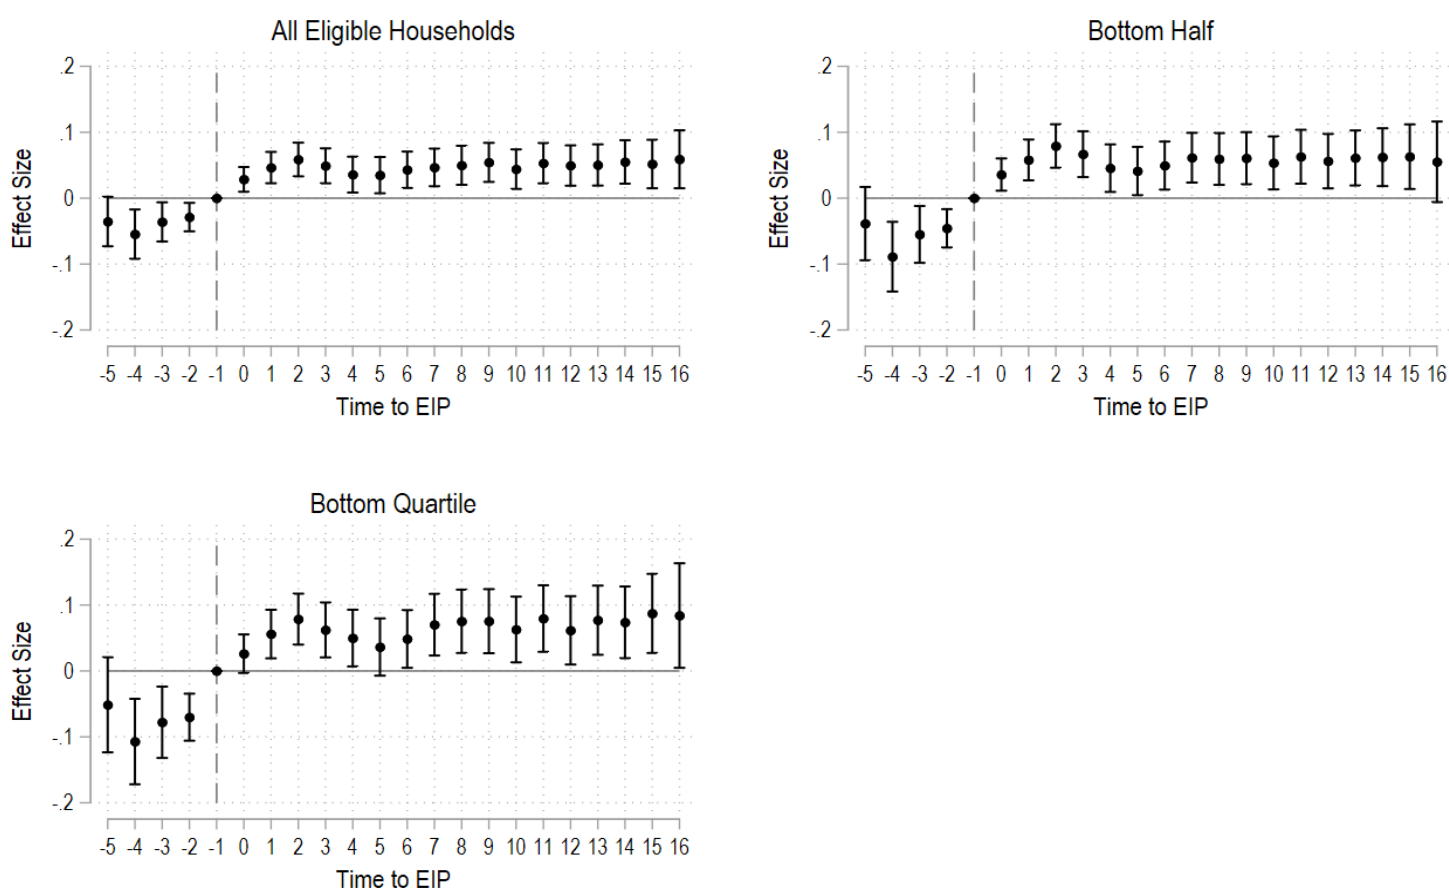 All Eligible Households
.2
.1
0
-.1
-.2
Effect Size
-5 -4 -3 -2 -1 0 1 2 3 4 5 6 7 8 9 10 11 12 13 14 15 16
Time to EIP
Bottom Half
.2
.1
0
-.1
-.2
Effect Size
-5 -4 -3 -2 -1 0 1 2 3 4 5 6 7 8 9 10 11 12 13 14 15 16
Time to EIP
Bottom Quartile
.2
.1
0
-.1
-.2
Effect Size
-5 -4 -3 -2 -1 0 1 2 3 4 5 6 7 8 9 10 11 12 13 14 15 16
Time to EIP